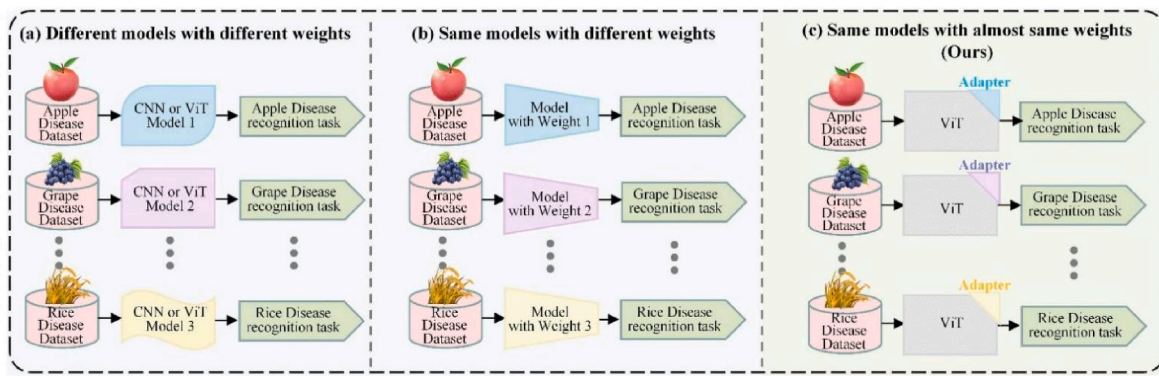 (a) Different models with different weights
Apple
Disease
Dataset
CNN or ViT
Model 1
Apple Disease
recognition task
Grape
Disease
Dataset
CNN or ViT
Model 2
Grape Disease
recognition task
Rice
Disease
Dataset
CNN or ViT
Model 3
Rice Disease
recognition task
(b) Same models with different weights
Apple
Disease
Dataset
Model
with Weight 1
Apple Disease
recognition task
Grape
Disease
Dataset
Model
with Weight 2
Grape Disease
recognition task
Rice
Disease
Dataset
Model
with Weight 3
Rice Disease
recognition task
(c) Same models with almost same weights
(Ours)
Apple
Disease
Dataset
Adapter
ViT
Apple Disease
recognition task
Grape
Disease
Dataset
Adapter
ViT
Grape Disease
recognition task
Rice
Disease
Dataset
Adapter
ViT
Rice Disease
recognition task